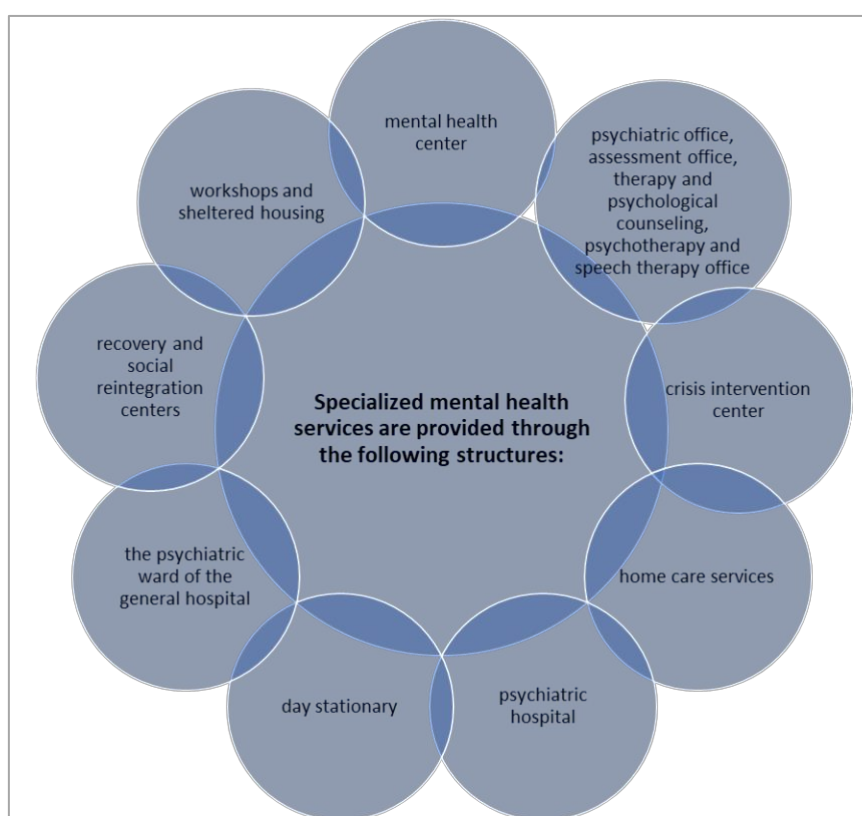 mental health
center
psychiatric office,
assessment office,
therapy and
psychological
counseling,
psychotherapy and
speech therapy office
crisis intervention
center
home care services
psychiatric
hospital
day stationary
the psychiatric
ward of the
general hospital
recovery and
social
reintegration
centers
workshops and
sheltered housing
Specialized mental health
services are provided through
the following structures: